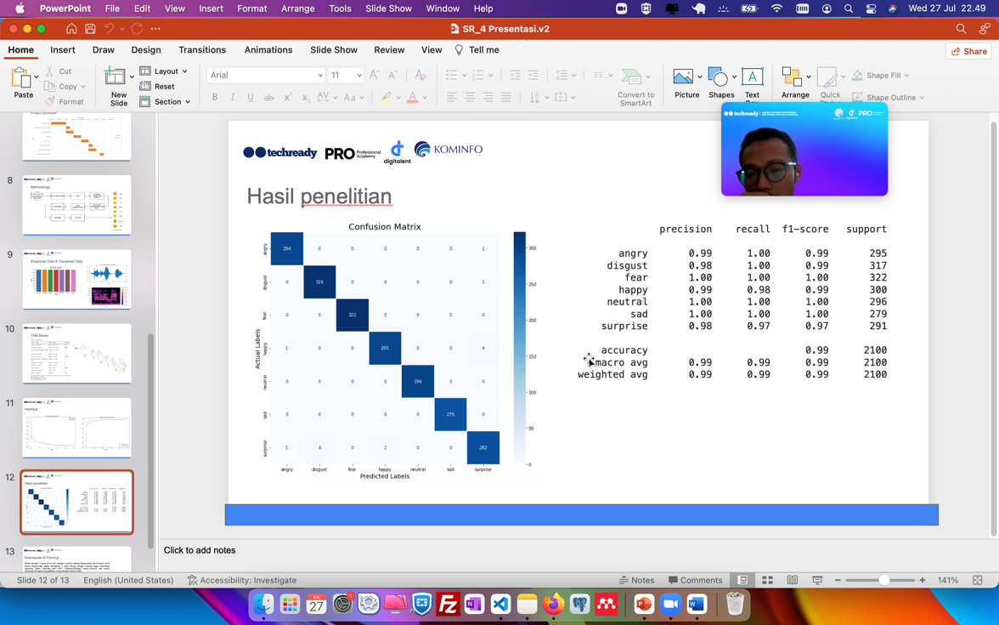 PowerPoint File Edit View Insert Format Arrange Tools Slide Show Window Help Wed 27 Jul 22.49
SR_4 Presentasi.v2
Home Insert Draw Design Transitions Animations Slide Show Review View Tell me Share
Paste Cut Copy Format
New Slide Layout Reset Section
Arial 11
Convert to SmartArt
Picture Shapes Text Arrange Quick Shape Fill Shape Outline
8
Methodology
9
Eksplorasi Data & Visualisasi Data
10
CNN Model
11
Hasilnya
12
Hasil penelitian
13
Kesimpulan & Penutup
techready PRO Professional Academy digitalent KOMINFO
techready digitalent PRO
Hasil penelitian
Confusion Matrix
angry 294 0 0 0 0 0 1
disgust 0 316 0 0 0 0 1
fear 0 0 322 0 0 0 0
happy 1 0 0 295 0 0 4
neutral 0 0 0 0 296 0 0
sad 0 0 0 0 0 279 0
surprise 1 6 0 2 0 0 282
angry disgust fear happy neutral sad surprise
Actual Labels
Predicted Labels
300
250
200
150
100
50
0
precision recall f1-score support
angry 0.99 1.00 0.99 295
disgust 0.98 1.00 0.99 317
fear 1.00 1.00 1.00 322
happy 0.99 0.98 0.99 300
neutral 1.00 1.00 1.00 296
sad 1.00 1.00 1.00 279
surprise 0.98 0.97 0.97 291
accuracy 0.99 2100
macro avg 0.99 0.99 0.99 2100
weighted avg 0.99 0.99 0.99 2100
Click to add notes
Slide 12 of 13 English (United States) Accessibility: Investigate Notes Comments 141%
JUL
27